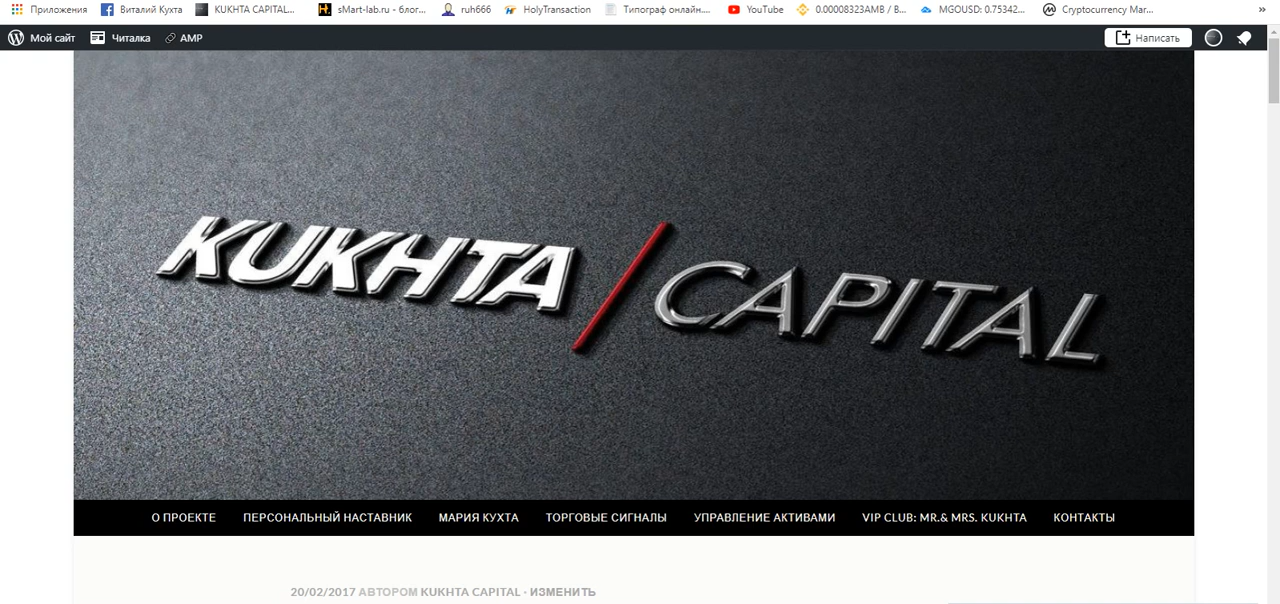 Приложения Виталий Кухта KUKHTA CAPITAL... sMart-lab.ru - блог... ruh666 HolyTransaction Типограф онлайн.... YouTube 0.00008323AMB / B... MGOUSD: 0.75342... Cryptocurrency Mar... »
Мой сайт Читалка AMP Написать
KUKHTA / CAPITAL
О ПРОЕКТЕ ПЕРСОНАЛЬНЫЙ НАСТАВНИК МАРИЯ КУХТА ТОРГОВЫЕ СИГНАЛЫ УПРАВЛЕНИЕ АКТИВАМИ VIP CLUB: MR.& MRS. KUKHTA КОНТАКТЫ
20/02/2017 АВТОРОМ KUKHTA CAPITAL · ИЗМЕНИТЬ